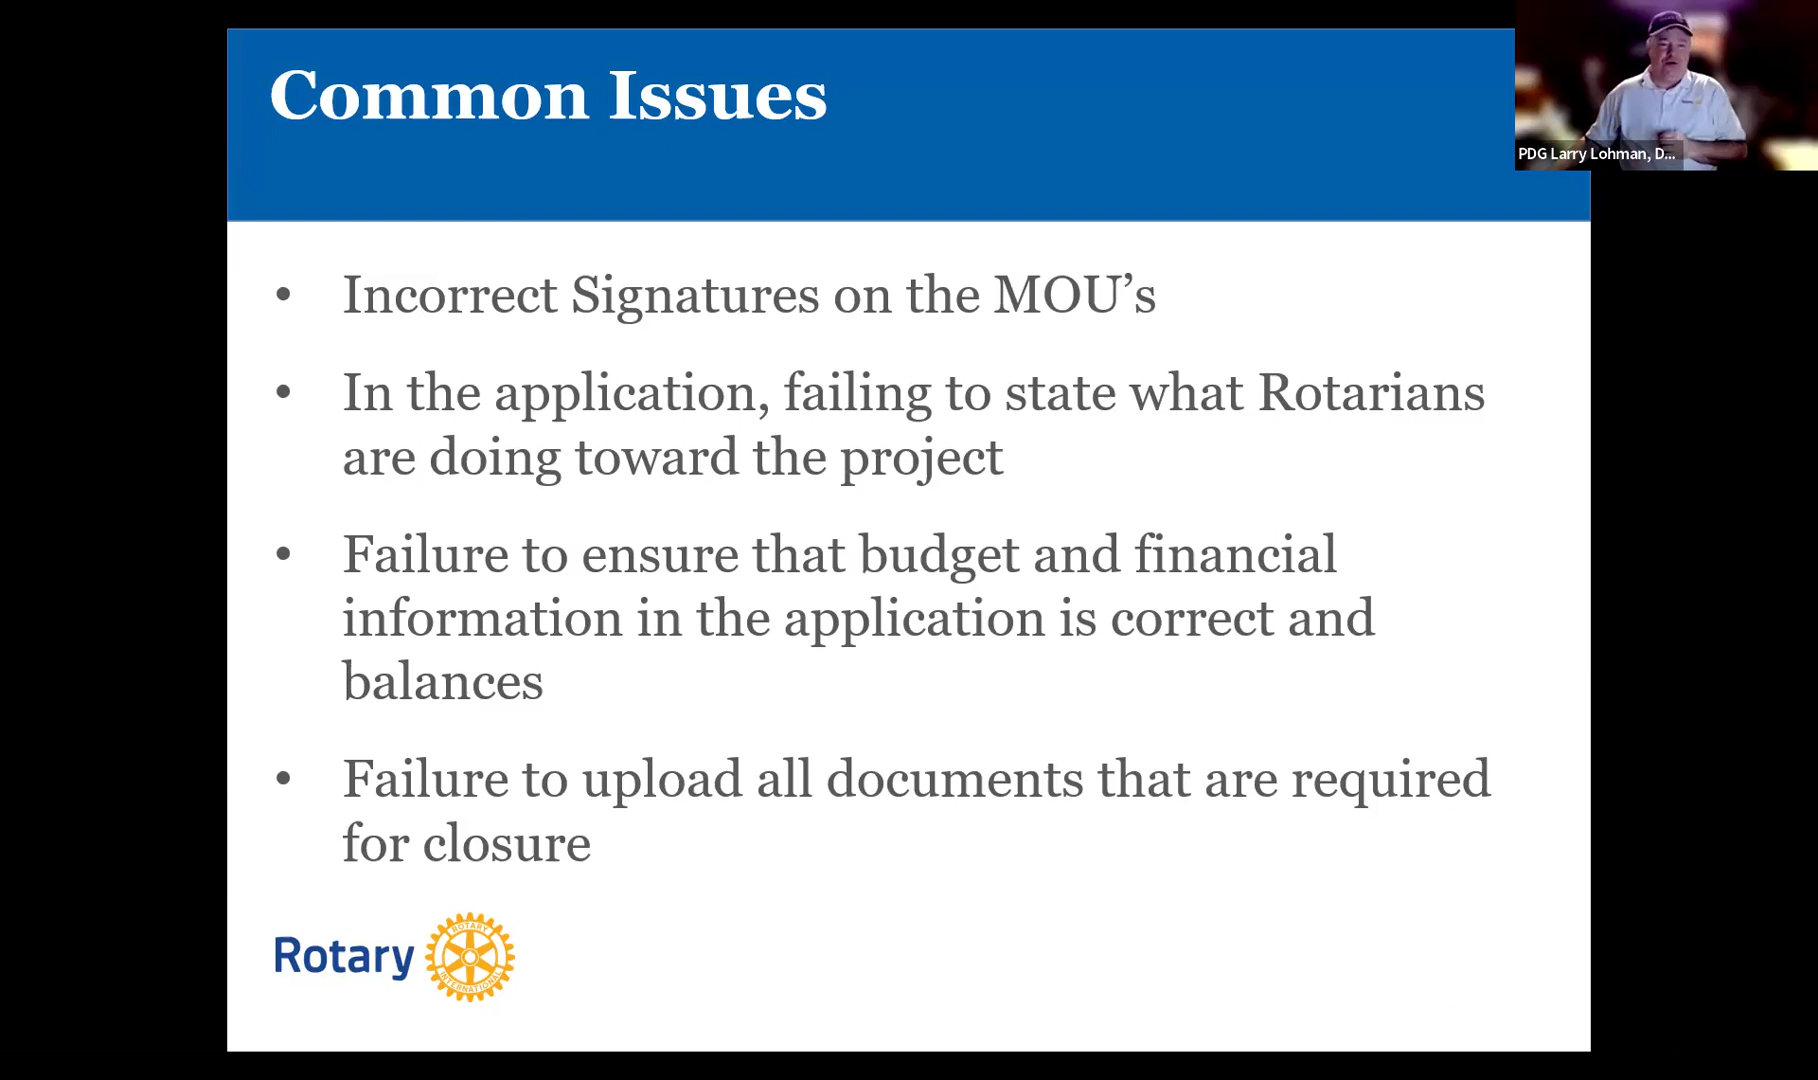 Common Issues
PDG Larry Lohman, D...
• Incorrect Signatures on the MOU’s
• In the application, failing to state what Rotarians
are doing toward the project
• Failure to ensure that budget and financial
information in the application is correct and
balances
• Failure to upload all documents that are required
for closure
Rotary
ROTARY
INTERNATIONAL